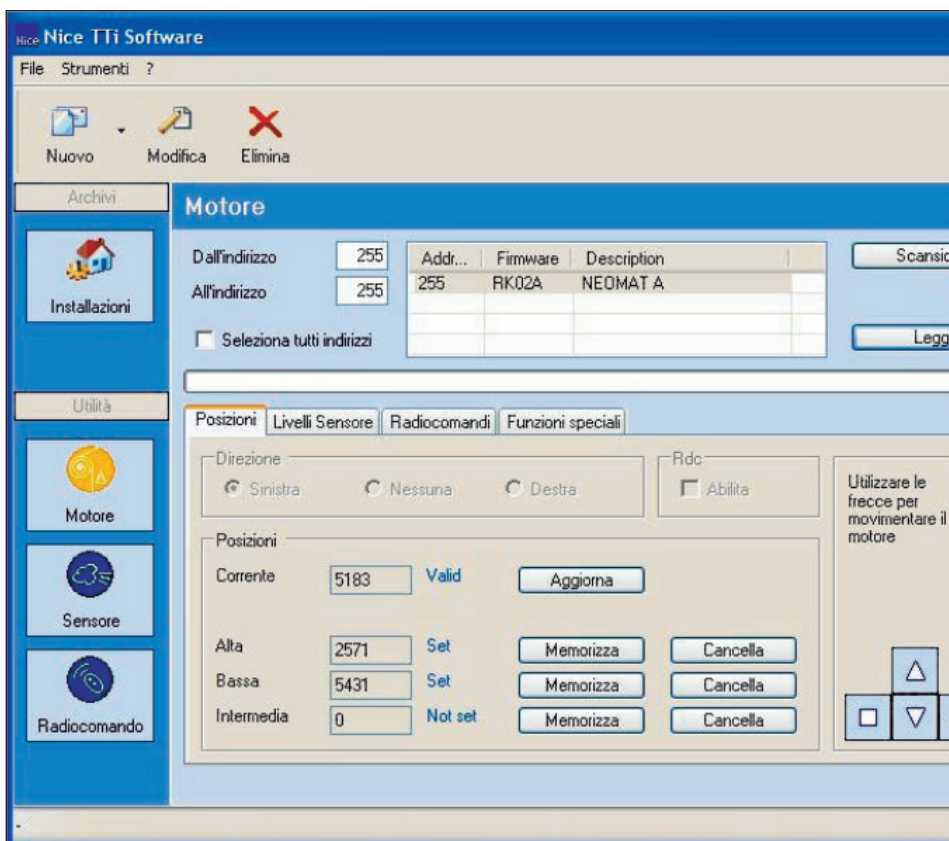 Nice Nice TTi Software
File Strumenti ?
Nuovo Modifica Elimina
Archivi
Installazioni
Utilità
Motore
Sensore
Radiocomando
Motore
Dall'indirizzo 255
All'indirizzo 255
Seleziona tutti indirizzi
Addr... Firmware Description
255 RK02A NEOMAT A
Scansio
Legg
Posizioni Livelli Sensore Radiocomandi Funzioni speciali
Direzione
Sinistra Nessuna Destra
Rdc
Abilita
Posizioni
Corrente 5183 Valid Aggiorna
Alta 2571 Set Memorizza Cancella
Bassa 5431 Set Memorizza Cancella
Intermedia 0 Not set Memorizza Cancella
Utilizzare le
frecce per
movimentare il
motore